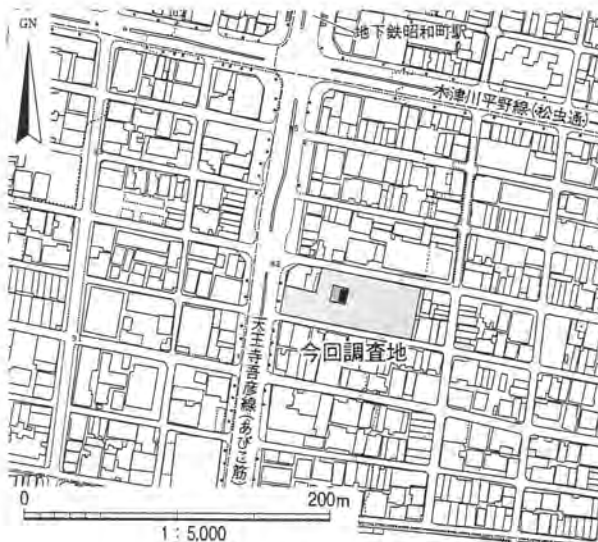 GN
地下鉄昭和町駅
木津川平野線(松虫通)
今回調査地
天王寺吾彦線(あびこ筋)
0
200m
1：5,000